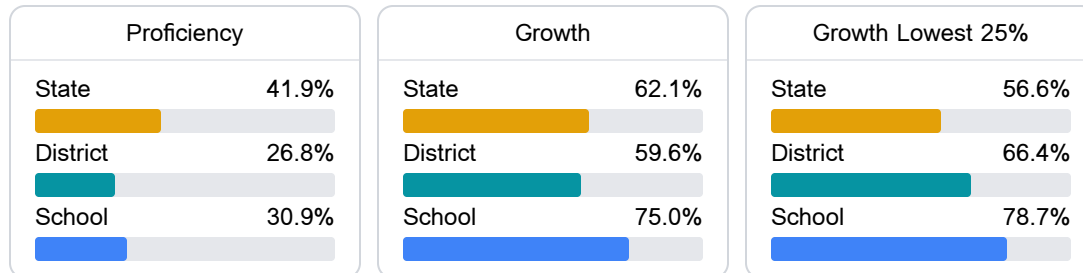 Proficiency
State 41.9%
District 26.8%
School 30.9%
Growth
State 62.1%
District 59.6%
School 75.0%
Growth Lowest 25%
State 56.6%
District 66.4%
School 78.7%